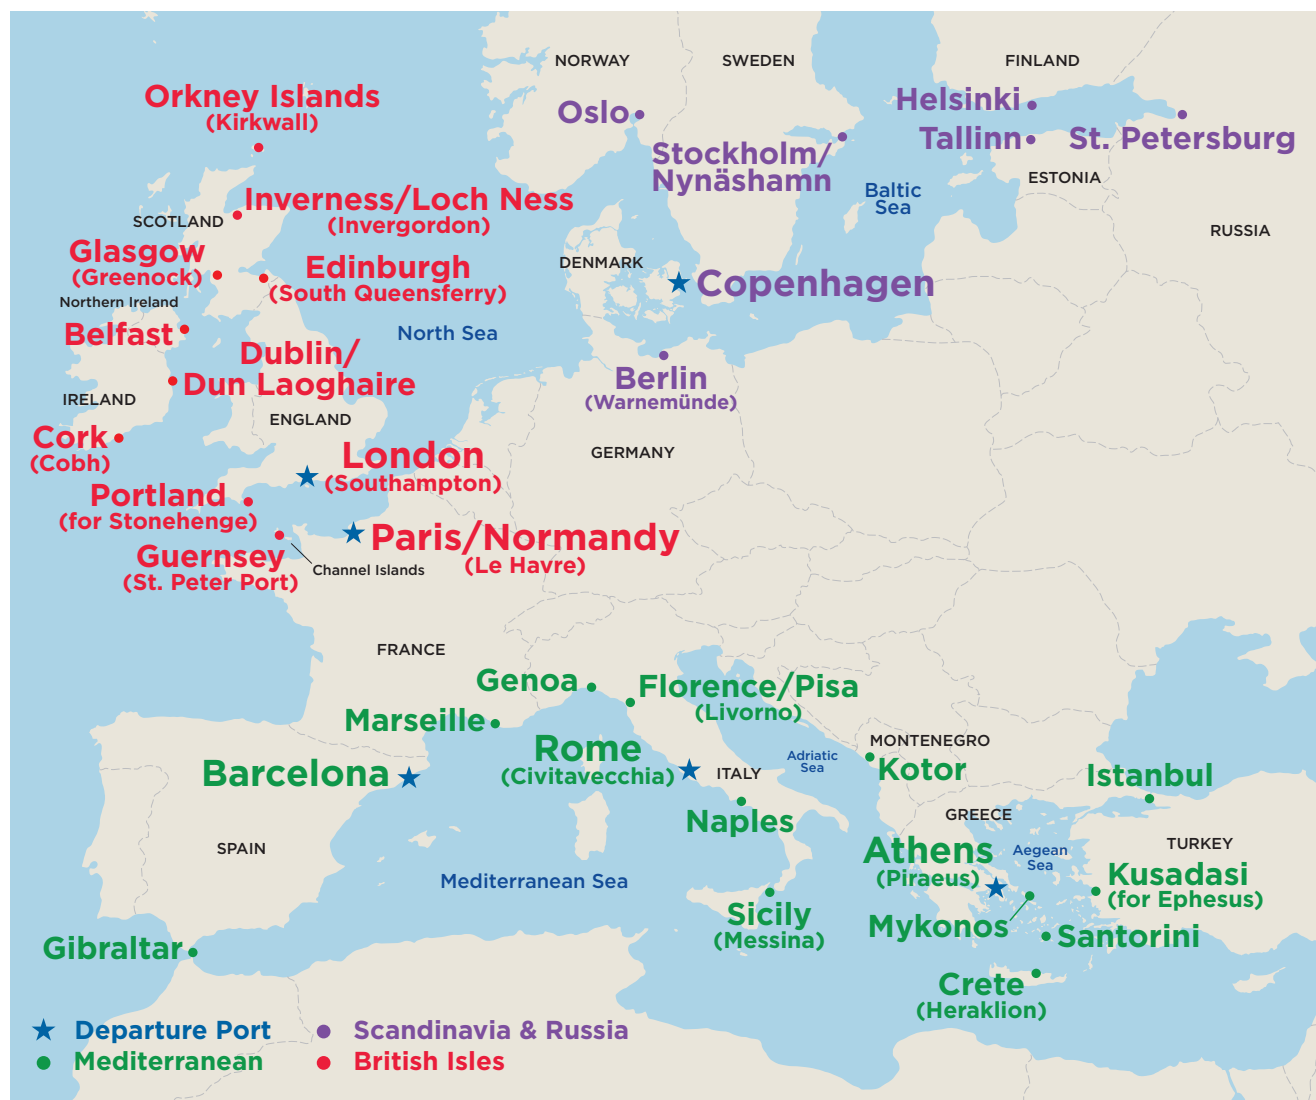 NORWAY
SWEDEN
FINLAND
Orkney Islands
(Kirkwall)
Oslo
Helsinki
Tallinn
St. Petersburg
Stockholm/
Nynäshamn
ESTONIA
Baltic
Sea
RUSSIA
Inverness/Loch Ness
(Invergordon)
SCOTLAND
Glasgow
(Greenock)
Edinburgh
(South Queensferry)
DENMARK
Copenhagen
Northern Ireland
Belfast
North Sea
Dublin/
Dun Laoghaire
Berlin
(Warnemünde)
IRELAND
ENGLAND
Cork
(Cobh)
GERMANY
London
(Southampton)
Portland
(for Stonehenge)
Paris/Normandy
(Le Havre)
Guernsey
(St. Peter Port)
Channel Islands
FRANCE
Genoa
Florence/Pisa
(Livorno)
Marseille
Rome
(Civitavecchia)
Barcelona
ITALY
Adriatic
Sea
MONTENEGRO
Kotor
Istanbul
Naples
GREECE
SPAIN
Athens
(Piraeus)
Aegean
Sea
TURKEY
Kusadasi
(for Ephesus)
Mediterranean Sea
Sicily
(Messina)
Mykonos
Santorini
Gibraltar
Crete
(Heraklion)
Departure Port
Scandinavia & Russia
Mediterranean
British Isles